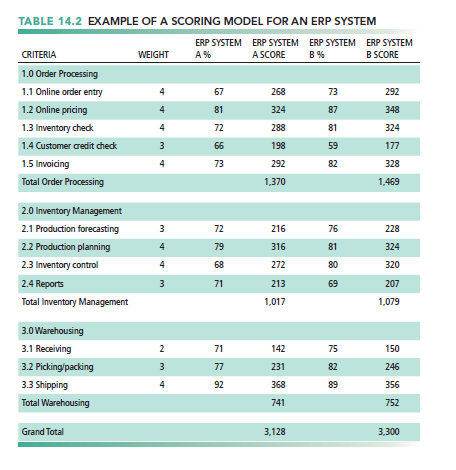 TABLE 14.2 EXAMPLE OF A SCORING MODEL FOR AN ERP SYSTEM
ERP SYSTEM ERP SYSTEM ERP SYSTEM ERP SYSTEM
CRITERIA WEIGHT A % A SCORE B % B SCORE
1.0 Order Processing
1.1 Online order entry 4 67 268 73 292
1.2 Online pricing 4 81 324 87 348
1.3 Inventory check 4 72 288 81 324
1.4 Customer credit check 3 66 198 59 177
1.5 Invoicing 4 73 292 82 328
Total Order Processing 1,370 1,469
2.0 Inventory Management
2.1 Production forecasting 3 72 216 76 228
2.2 Production planning 4 79 316 81 324
2.3 Inventory control 4 68 272 80 320
2.4 Reports 3 71 213 69 207
Total Inventory Management 1,017 1,079
3.0 Warehousing
3.1 Receiving 2 71 142 75 150
3.2 Picking/packing 3 77 231 82 246
3.3 Shipping 4 92 368 89 356
Total Warehousing 741 752
Grand Total 3,128 3,300